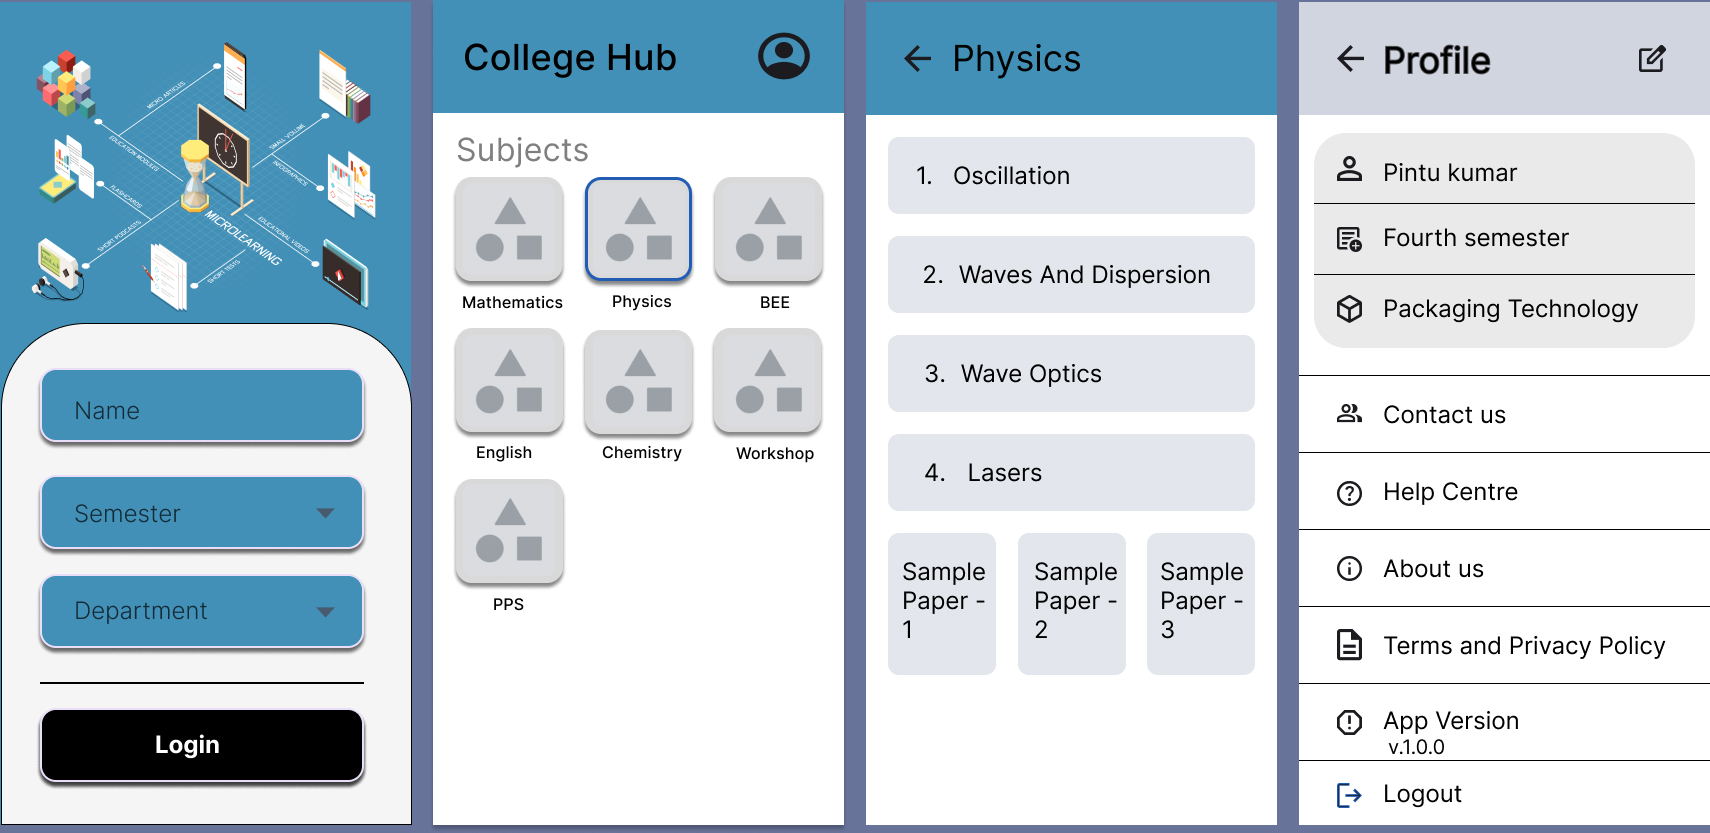 MICRO ARTICLES
SMALL VOLUME
EDUCATION MODULES
INFOGRAPHICS
FLASHCARDS
SHORT PODCASTS
MICROLEARNING
EDUCATIONAL VIDEOS
SHORT TESTS
Name
Semester
Department
Login
College Hub
Subjects
Mathematics
Physics
BEE
English
Chemistry
Workshop
PPS
Physics
1. Oscillation
2. Waves And Dispersion
3. Wave Optics
4. Lasers
Sample
Paper -
1
Sample
Paper -
2
Sample
Paper -
3
Profile
Pintu kumar
Fourth semester
Packaging Technology
Contact us
Help Centre
About us
Terms and Privacy Policy
App Version
v.1.0.0
Logout